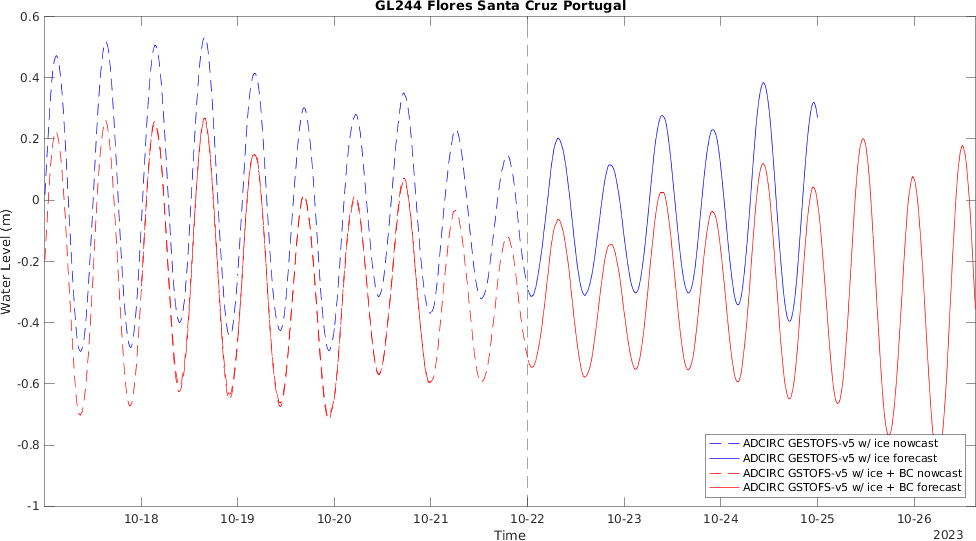 GL244 Flores Santa Cruz Portugal
0.6
0.4
0.2
0
-0.2
-0.4
-0.6
-0.8
-1
Water Level (m)
ADCIRC GESTOFS-v5 w/ ice nowcast
ADCIRC GESTOFS-v5 w/ ice forecast
ADCIRC GSTOFS-v5 w/ ice + BC nowcast
ADCIRC GSTOFS-v5 w/ ice + BC forecast
10-18 10-19 10-20 10-21 10-22 10-23 10-24 10-25 10-26
Time
2023